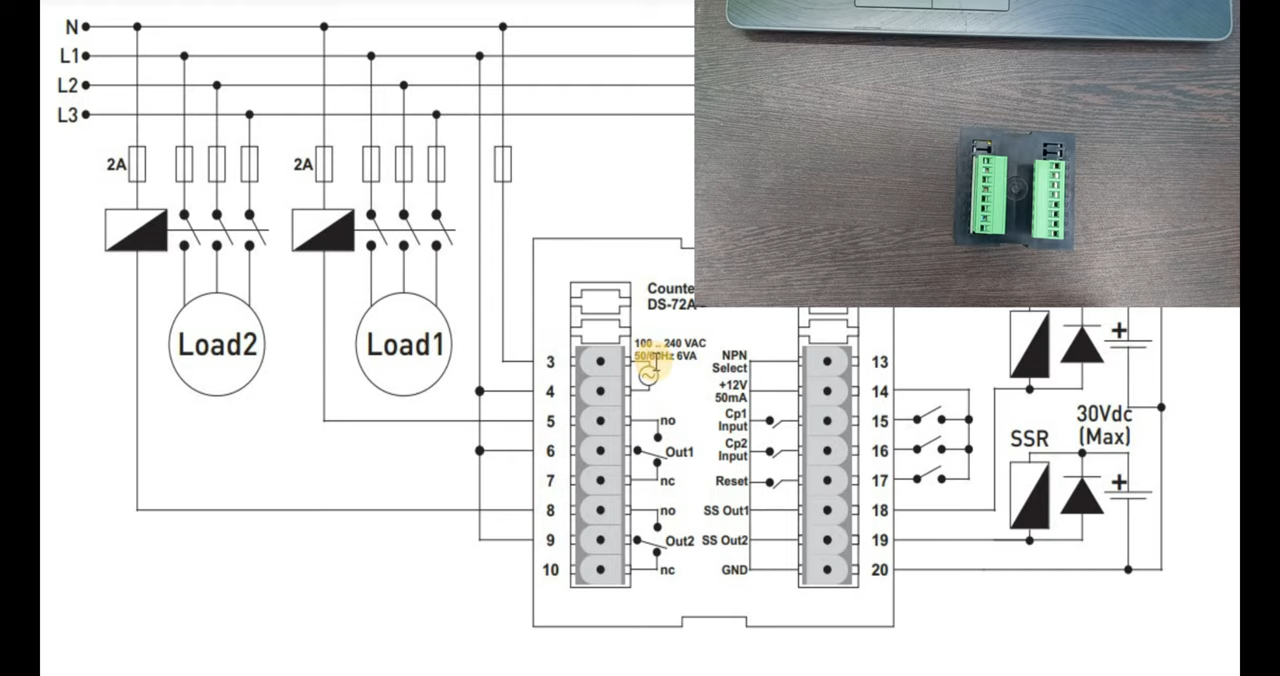 N
L1
L2
L3
2A
2A
Load2
Load1
Counte
DS-72A
100 .. 240 VAC
50/60Hz 6VA
3
4
5
6
7
8
9
10
no
Out1
nc
no
Out2
nc
NPN
Select
+12V
50mA
Cp1
Input
Cp2
Input
Reset
SS Out1
SS Out2
GND
13
14
15
16
17
18
19
20
+
30Vdc
(Max)
SSR
+